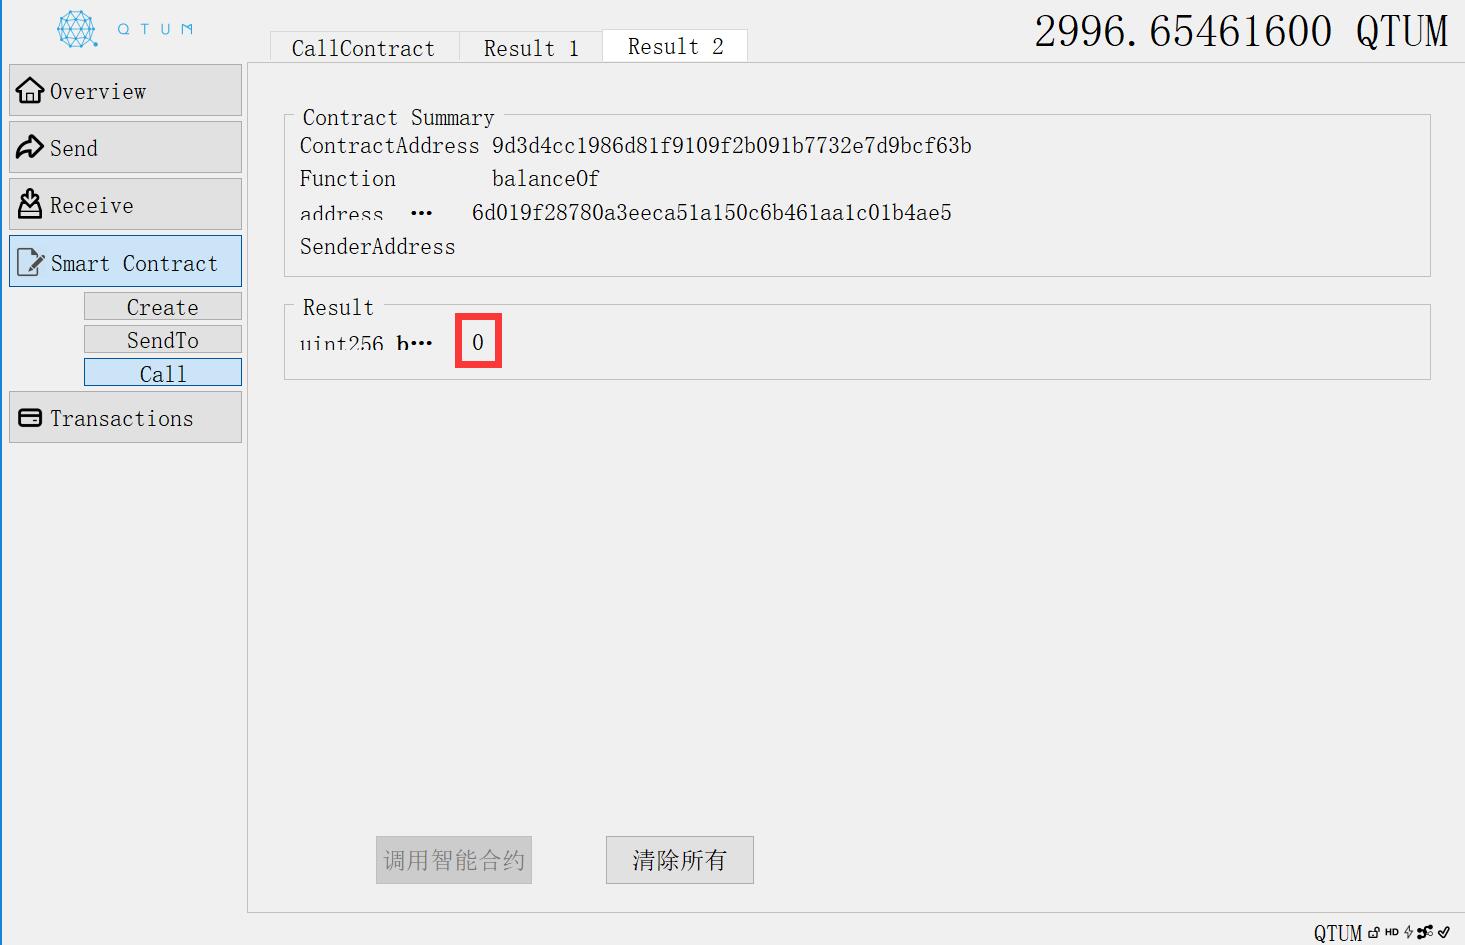 QTUM
CallContract
Result 1
Result 2
2996.65461600 QTUM
Overview
Send
Receive
Smart Contract
Create
SendTo
Call
Transactions
Contract Summary
ContractAddress 9d3d4cc1986d81f9109f2b091b7732e7d9bcf63b
Function balanceOf
address ... 6d019f28780a3eeca51a150c6b461aa1c01b4ae5
SenderAddress
Result
uint256 b... 0
调用智能合约
清除所有
QTUM HD